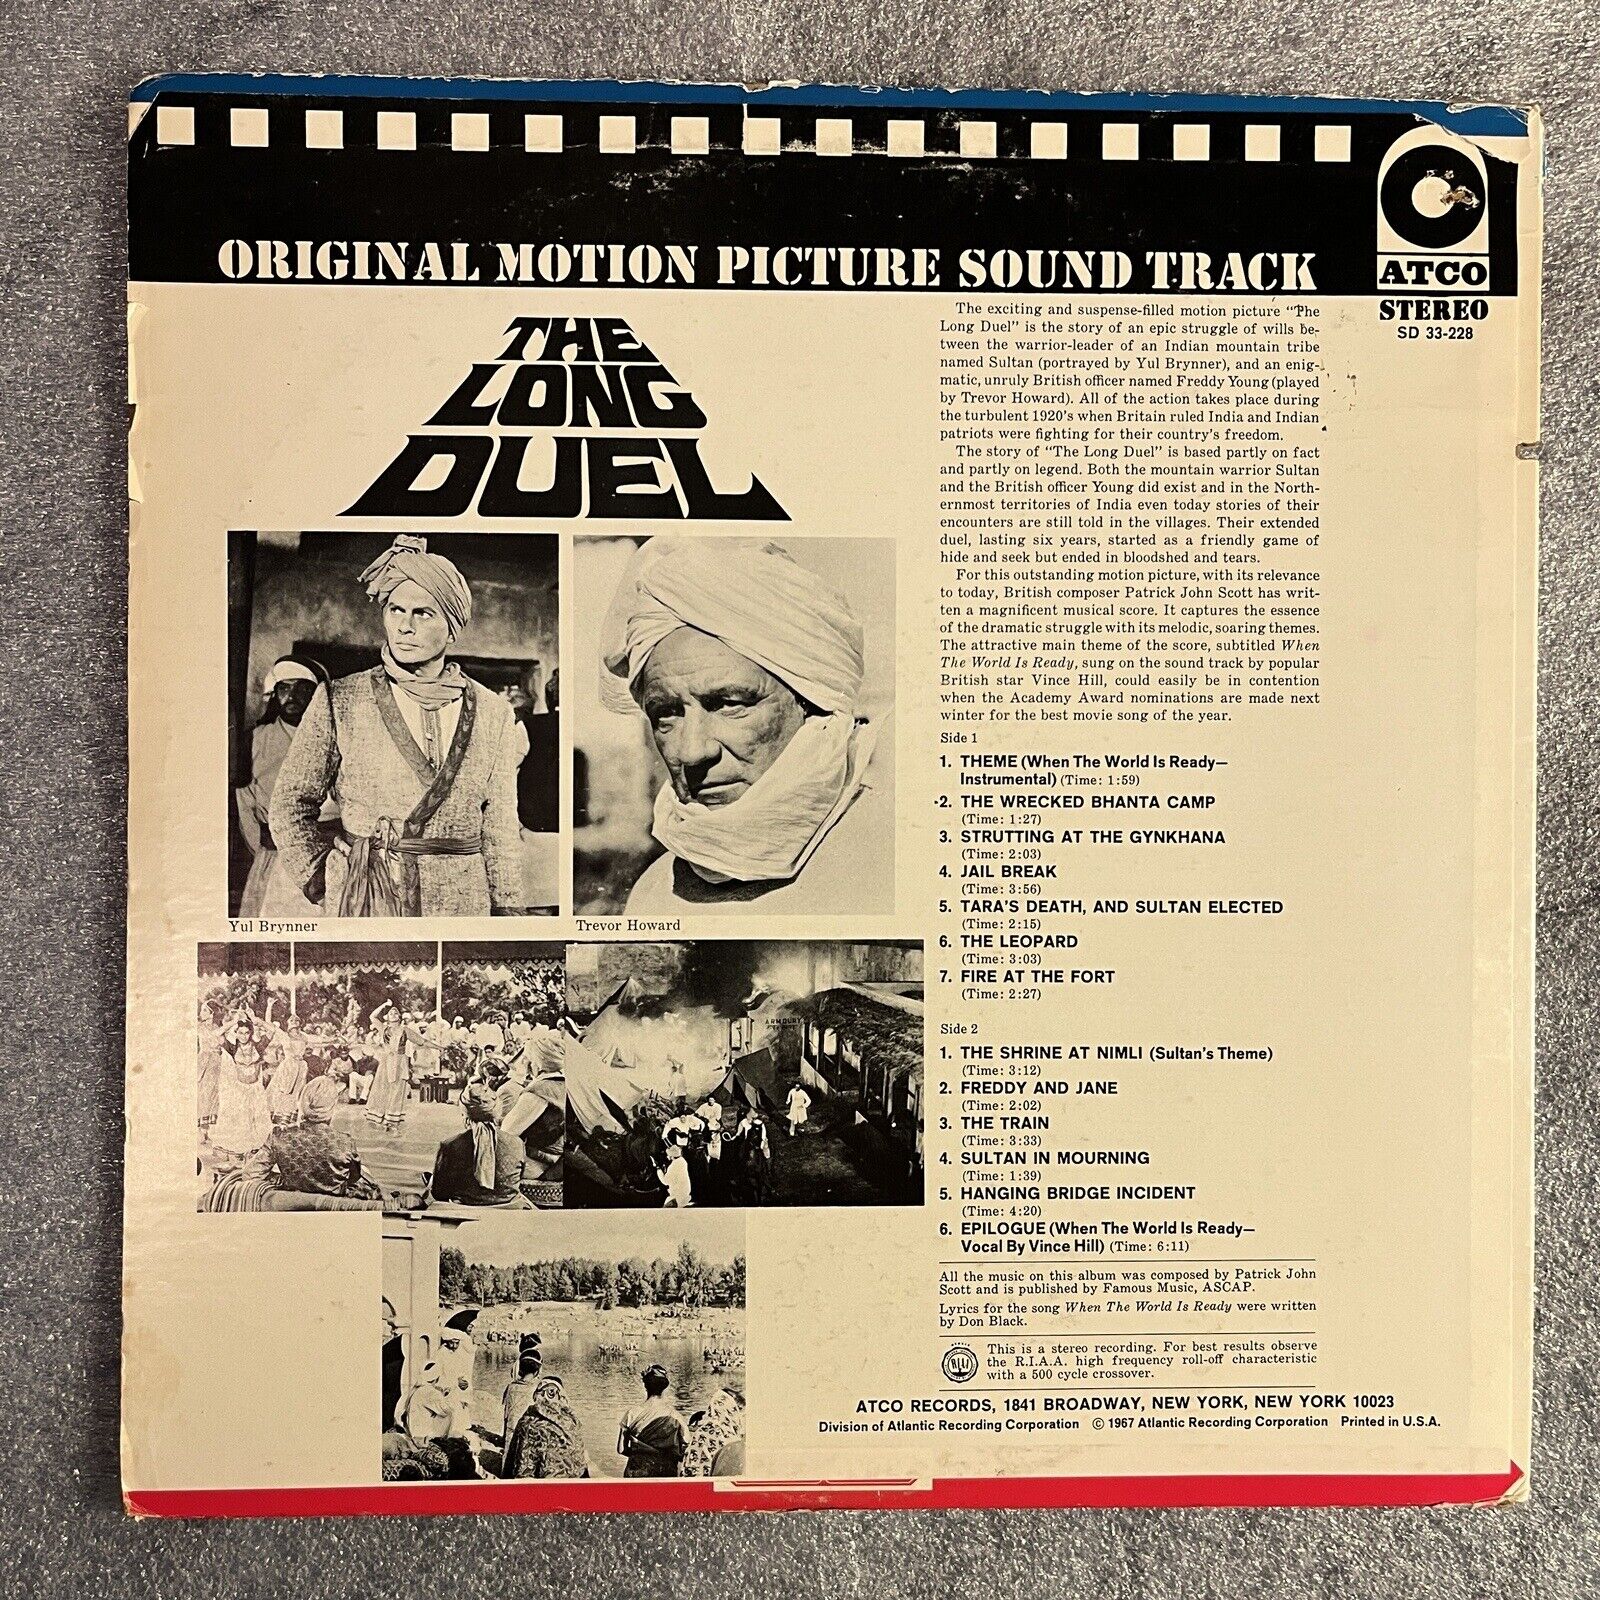 ORIGINAL MOTION PICTURE SOUND TRACK
ATCO
STEREO
SD 33-228
THE
LONG
DUEL
The exciting and suspense-filled motion picture "The
Long Duel" is the story of an epic struggle of wills be-
tween the warrior-leader of an Indian mountain tribe
named Sultan (portrayed by Yul Brynner), and an enig-
matic, unruly British officer named Freddy Young (played
by Trevor Howard). All of the action takes place during
the turbulent 1920's when Britain ruled India and Indian
patriots were fighting for their country's freedom.
The story of "The Long Duel" is based partly on fact
and partly on legend. Both the mountain warrior Sultan
and the British officer Young did exist and in the North-
ernmost territories of India even today stories of their
encounters are still told in the villages. Their extended
duel, lasting six years, started as a friendly game of
hide and seek but ended in bloodshed and tears.
For this outstanding motion picture, with its relevance
to today, British composer Patrick John Scott has writ-
ten a magnificent musical score. It captures the essence
of the dramatic struggle with its melodic, soaring themes.
The attractive main theme of the score, subtitled When
The World Is Ready, sung on the sound track by popular
British star Vince Hill, could easily be in contention
when the Academy Award nominations are made next
winter for the best movie song of the year.
Yul Brynner
Trevor Howard
ARMOURY
Side 1
1. THEME (When The World Is Ready—
Instrumental) (Time: 1:59)
2. THE WRECKED BHANTA CAMP
(Time: 1:27)
3. STRUTTING AT THE GYNKHANA
(Time: 2:03)
4. JAIL BREAK
(Time: 3:56)
5. TARA'S DEATH, AND SULTAN ELECTED
(Time: 2:15)
6. THE LEOPARD
(Time: 3:03)
7. FIRE AT THE FORT
(Time: 2:27)
Side 2
1. THE SHRINE AT NIMLI (Sultan's Theme)
(Time: 3:12)
2. FREDDY AND JANE
(Time: 2:02)
3. THE TRAIN
(Time: 3:33)
4. SULTAN IN MOURNING
(Time: 1:39)
5. HANGING BRIDGE INCIDENT
(Time: 4:20)
6. EPILOGUE (When The World Is Ready—
Vocal By Vince Hill) (Time: 6:11)
All the music on this album was composed by Patrick John
Scott and is published by Famous Music, ASCAP.
Lyrics for the song When The World Is Ready were written
by Don Black.
This is a stereo recording. For best results observe
the R.I.A.A. high frequency roll-off characteristic
with a 500 cycle crossover.
ATCO RECORDS, 1841 BROADWAY, NEW YORK, NEW YORK 10023
Division of Atlantic Recording Corporation © 1967 Atlantic Recording Corporation Printed in U.S.A.